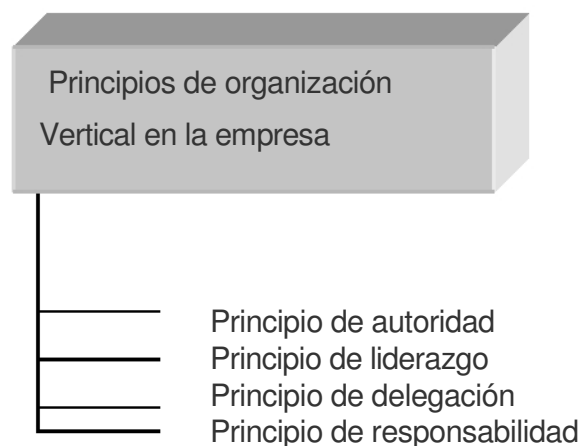 Principios de organización
Vertical en la empresa
Principio de autoridad
Principio de liderazgo
Principio de delegación
Principio de responsabilidad